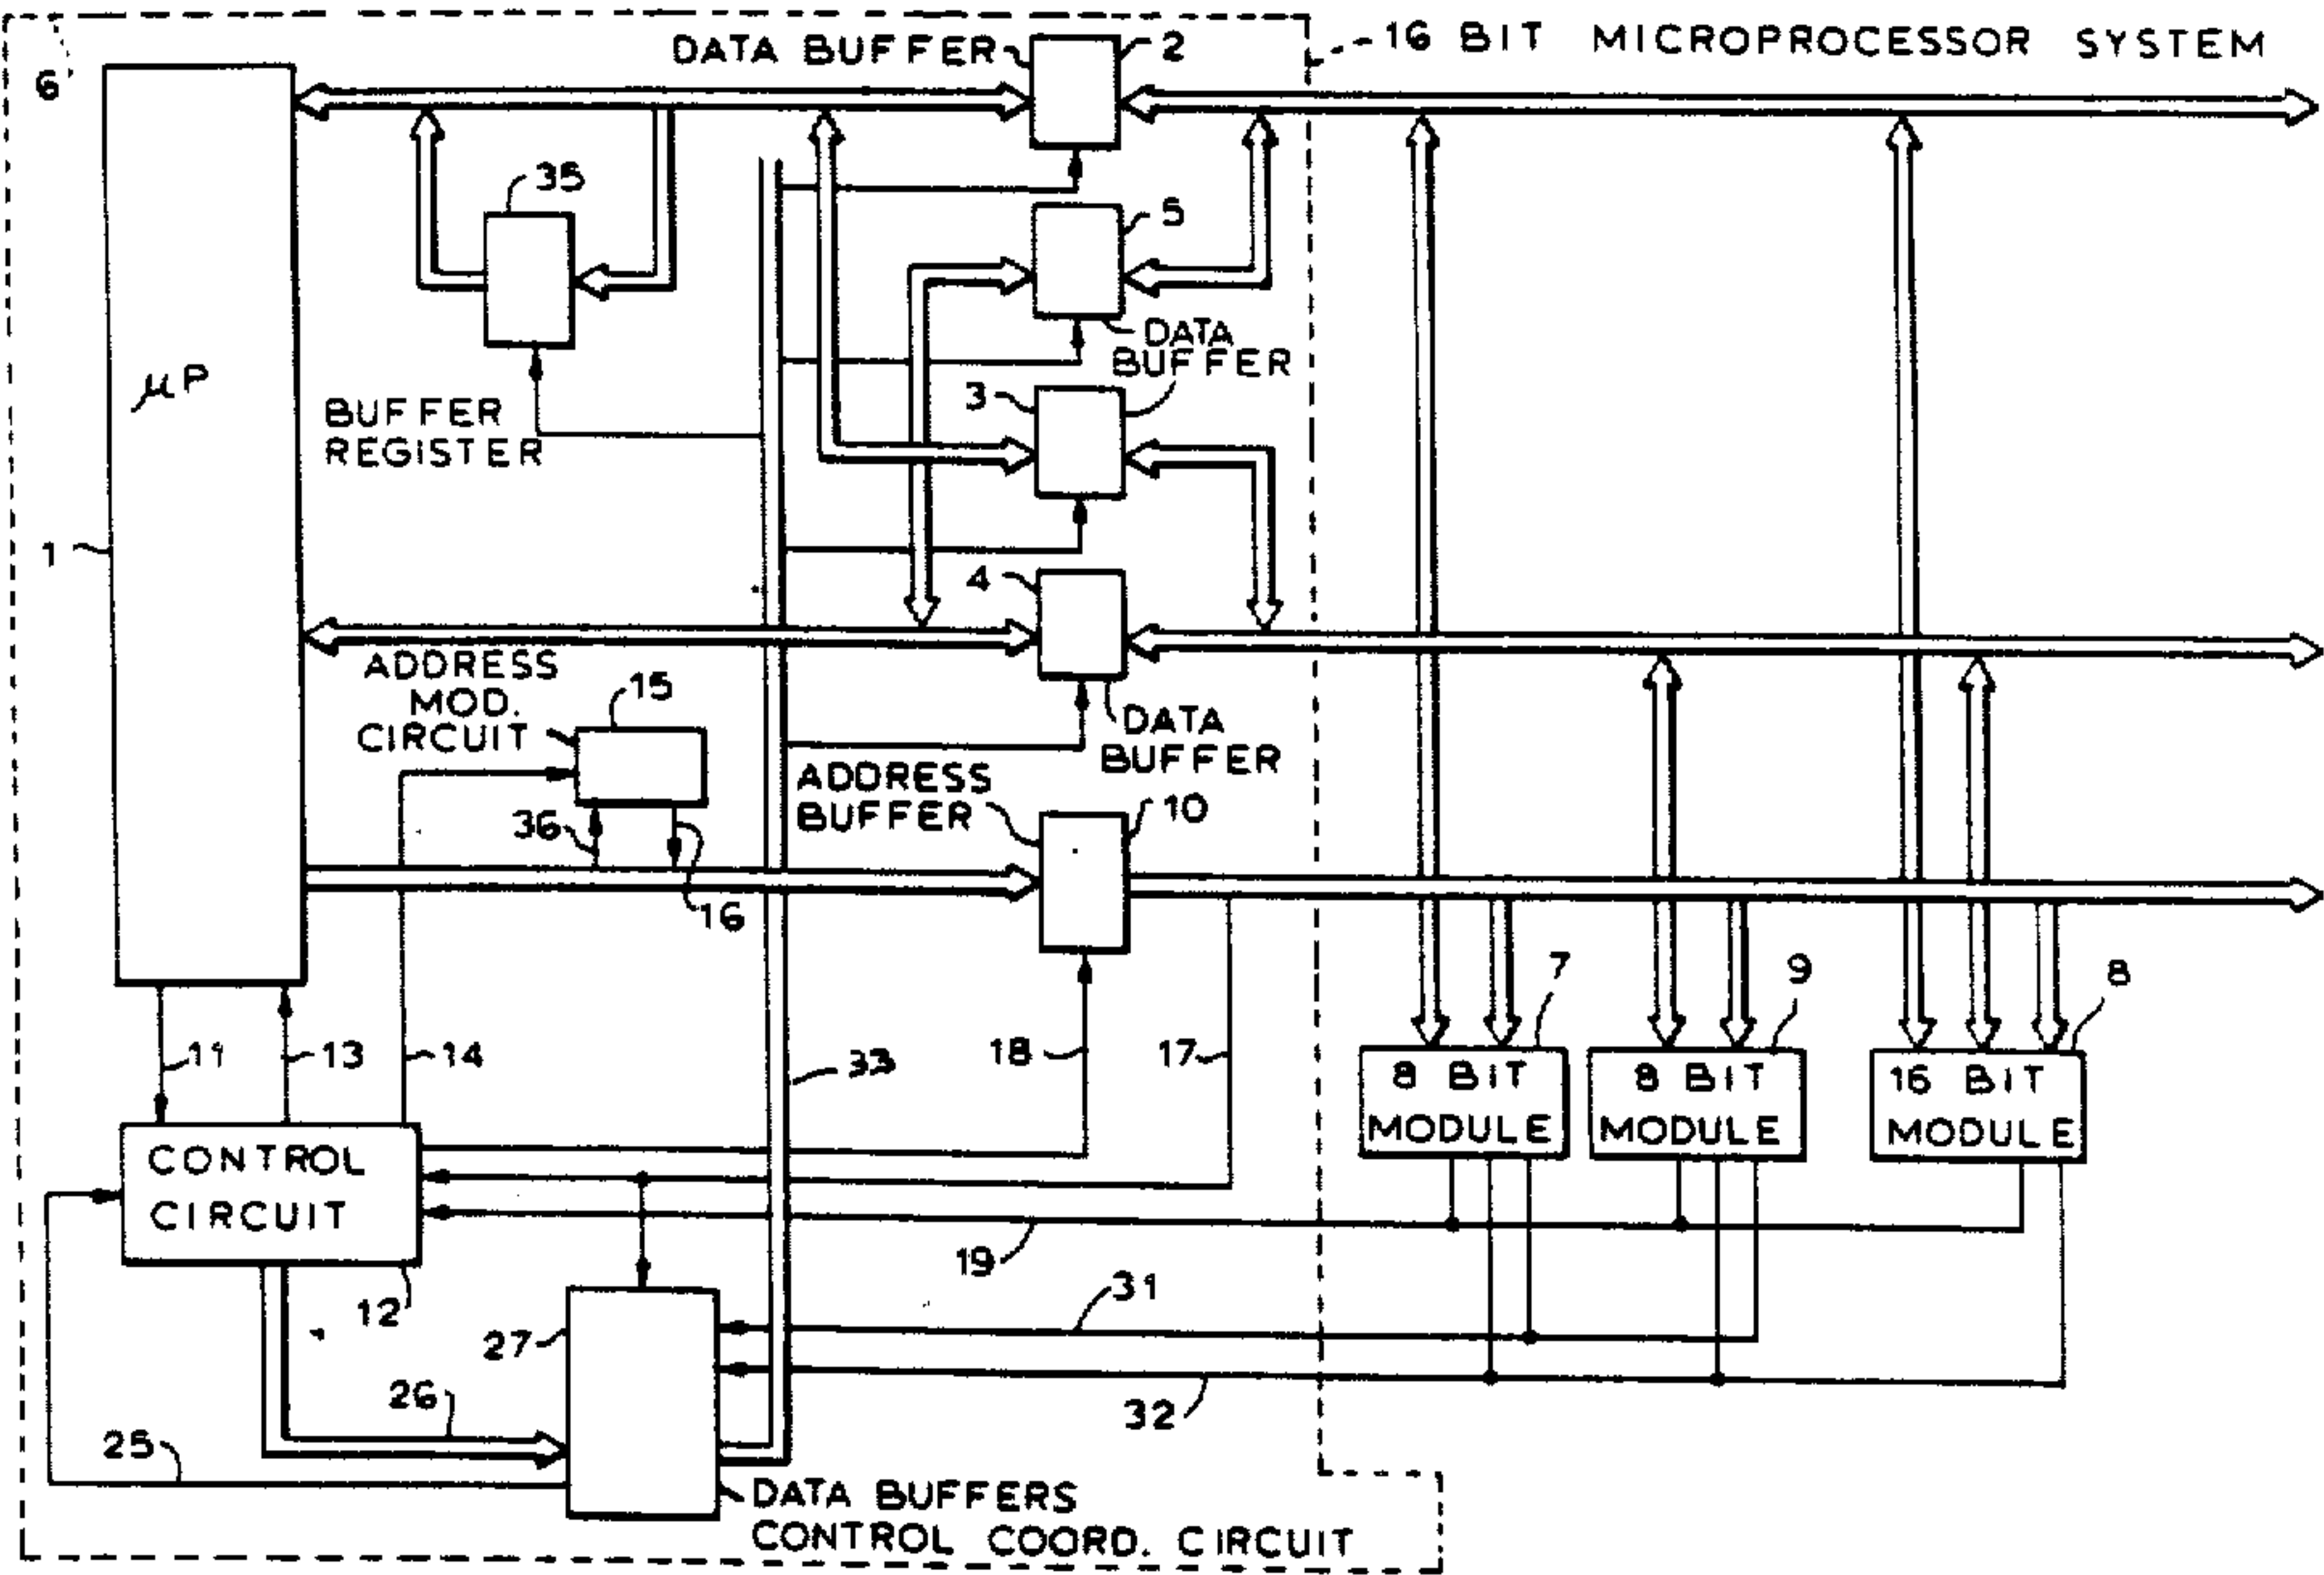 DATA BUFFER
2
16 BIT MICROPROCESSOR SYSTEM
6
35
5
DATA
BUFFER
μP
3
BUFFER
REGISTER
1
4
ADDRESS
MOD.
CIRCUIT
15
DATA
BUFFER
ADDRESS
BUFFER
10
36
16
7
9
8
11
13
14
33
18
17
8 BIT
MODULE
8 BIT
MODULE
16 BIT
MODULE
CONTROL
CIRCUIT
19
12
31
27
26
32
25
DATA BUFFERS
CONTROL COORD. CIRCUIT